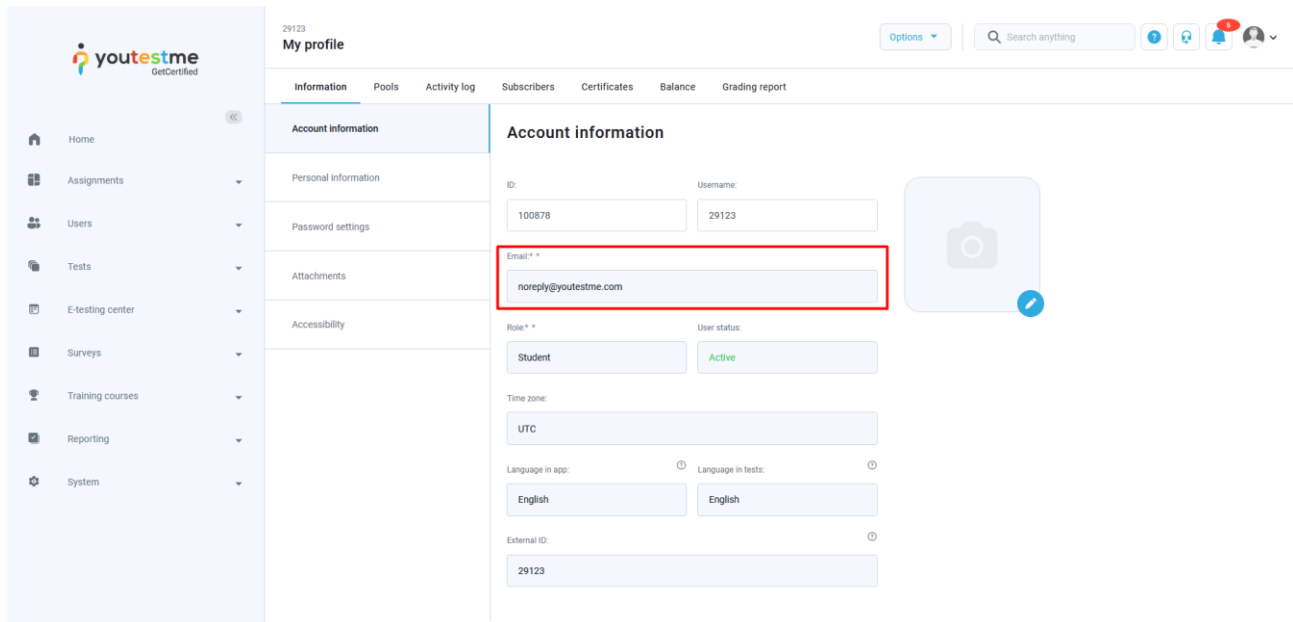 youtestme
GetCertified
29123
My profile
Options
Search anything
5
Information Pools Activity log Subscribers Certificates Balance Grading report
Home
Assignments
Users
Tests
E-testing center
Surveys
Training courses
Reporting
System
Account information
Personal information
Password settings
Attachments
Accessibility
Account information
ID: Username:
100878 29123
Email:* *
noreply@youtestme.com
Role:* * User status:
Student Active
Time zone:
UTC
Language in app: Language in tests:
English English
External ID:
29123